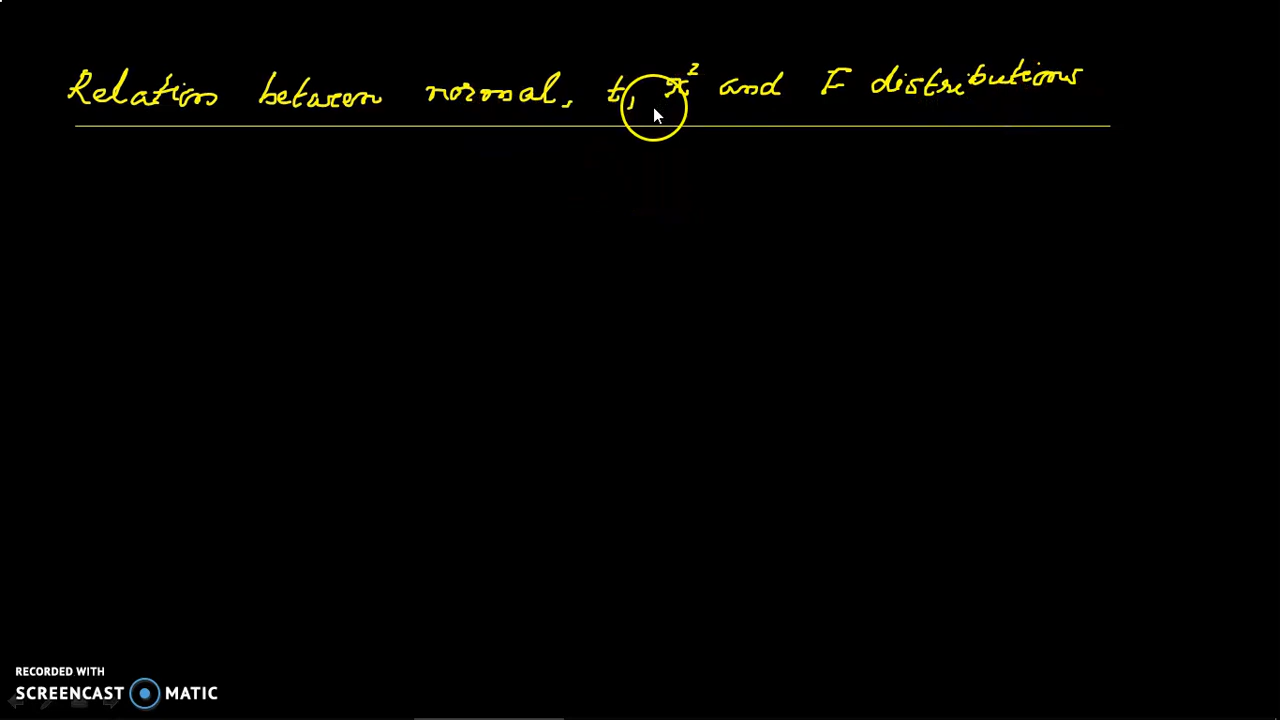 Relation between normal, t, χ² and F distributions
RECORDED WITH
SCREENCAST MATIC